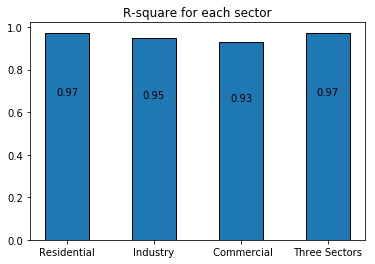 R-square for each sector
1.0
0.8
0.6
0.4
0.2
0.0
0.97
0.95
0.93
0.97
Residential
Industry
Commercial
Three Sectors